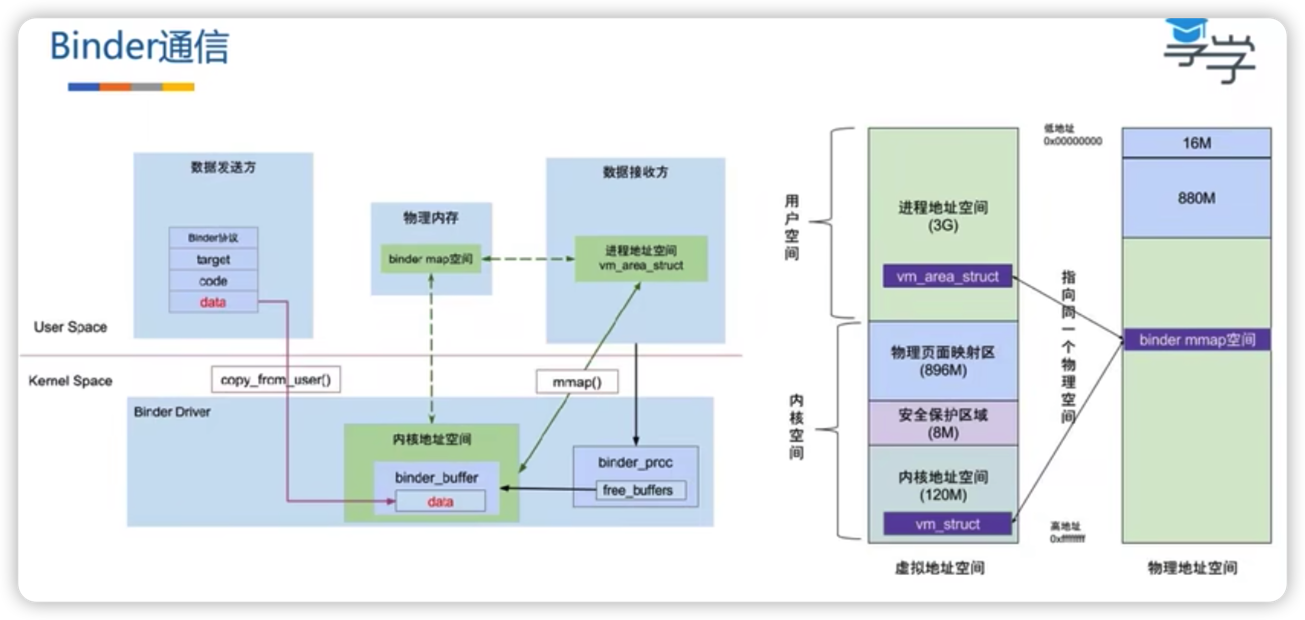 Binder通信
享学
数据发送方
Binder协议
target
code
data
User Space
物理内存
binder map空间
数据接收方
进程地址空间
vm_area_struct
Kernel Space
copy_from_user()
mmap()
Binder Driver
内核地址空间
binder_buffer
data
binder_proc
free_buffers
用户空间
内核空间
进程地址空间
(3G)
vm_area_struct
物理页面映射区
(896M)
安全保护区域
(8M)
内核地址空间
(120M)
vm_struct
虚拟地址空间
低地址
0x00000000
指向同一个物理空间
高地址
0xffffffff
16M
880M
binder mmap空间
物理地址空间